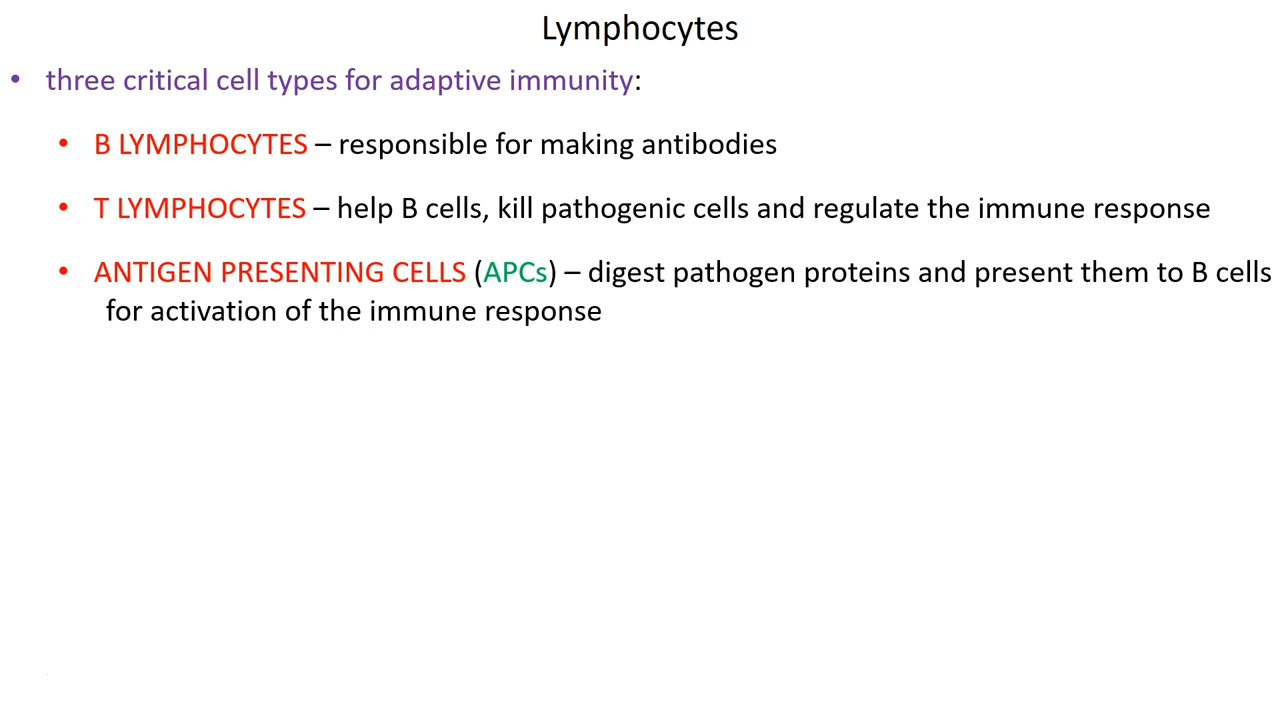 Lymphocytes
• three critical cell types for adaptive immunity:
• B LYMPHOCYTES – responsible for making antibodies
• T LYMPHOCYTES – help B cells, kill pathogenic cells and regulate the immune response
• ANTIGEN PRESENTING CELLS (APCs) – digest pathogen proteins and present them to B cells
for activation of the immune response